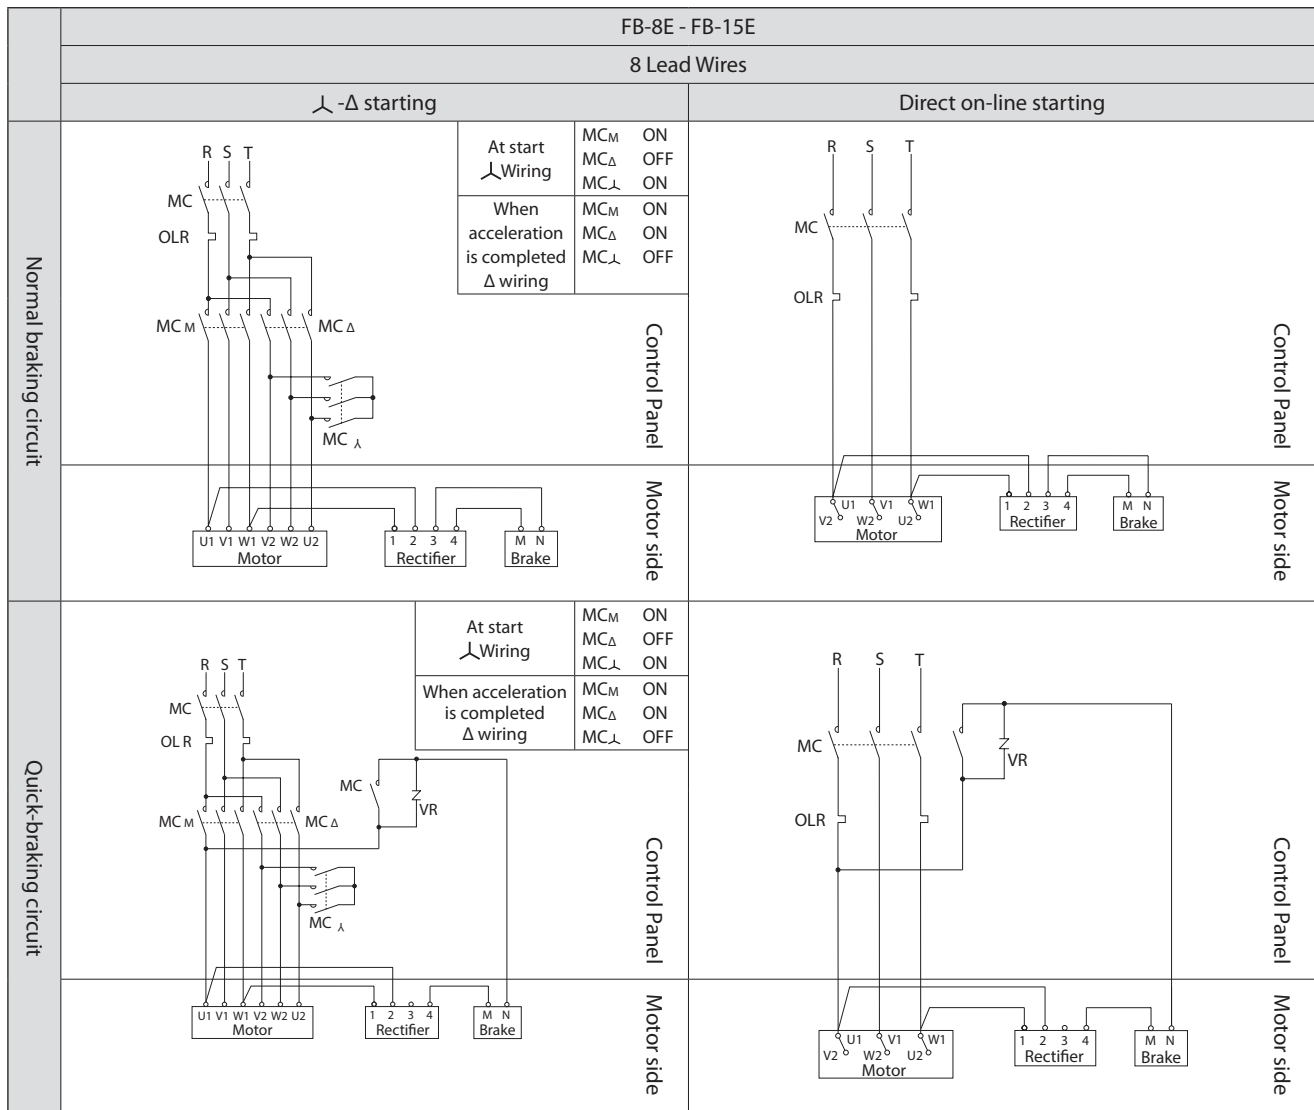 FB-8E - FB-15E
8 Lead Wires
⅄ -Δ starting
Direct on-line starting
Normal braking circuit
R S T
MC
OLR
MC M
MC Δ
MC ⅄
At start
⅄Wiring
MCM ON
MCΔ OFF
MC⅄ ON
When
acceleration
is completed
Δ wiring
MCM ON
MCΔ ON
MC⅄ OFF
Control Panel
U1 V1 W1 V2 W2 U2
Motor
1 2 3 4
Rectifier
M N
Brake
Motor side
R S T
MC
OLR
Control Panel
U1 V1 W1
V2 W2 U2
Motor
1 2 3 4
Rectifier
M N
Brake
Motor side
Quick-braking circuit
R S T
MC
OL R
MC M
MC Δ
MC
VR
MC ⅄
At start
⅄Wiring
MCM ON
MCΔ OFF
MC⅄ ON
When acceleration
is completed
Δ wiring
MCM ON
MCΔ ON
MC⅄ OFF
Control Panel
U1 V1 W1 V2 W2 U2
Motor
1 2 3 4
Rectifier
M N
Brake
Motor side
R S T
MC
VR
OLR
Control Panel
U1 V1 W1
V2 W2 U2
Motor
1 2 3 4
Rectifier
M N
Brake
Motor side